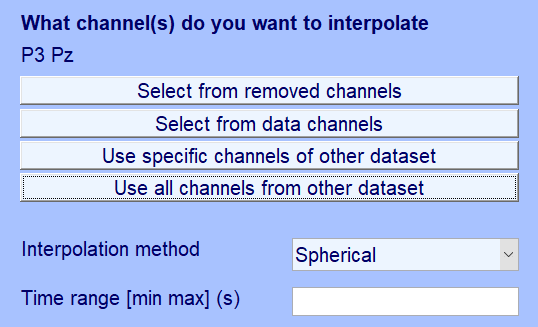 What channel(s) do you want to interpolate
P3 Pz
Select from removed channels
Select from data channels
Use specific channels of other dataset
Use all channels from other dataset
Interpolation method
Spherical
Time range [min max] (s)